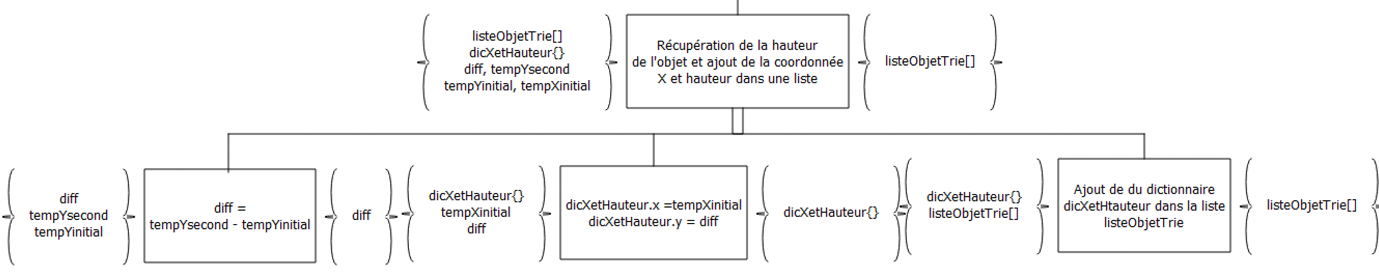 listeObjetTrie[]
dicXetHauteur{}
diff, tempYsecond
tempYinitial, tempXinitial
Récupération de la hauteur
de l'objet et ajout de la coordonnée
X et hauteur dans une liste
listeObjetTrie[]
diff
tempYsecond
tempYinitial
diff =
tempYsecond - tempYinitial
diff
dicXetHauteur{}
tempXinitial
diff
dicXetHauteur.x =tempXinitial
dicXetHauteur.y = diff
dicXetHauteur{}
dicXetHauteur{}
listeObjetTrie[]
Ajout de du dictionnaire
dicXetHtauteur dans la liste
listeObjetTrie
listeObjetTrie[]